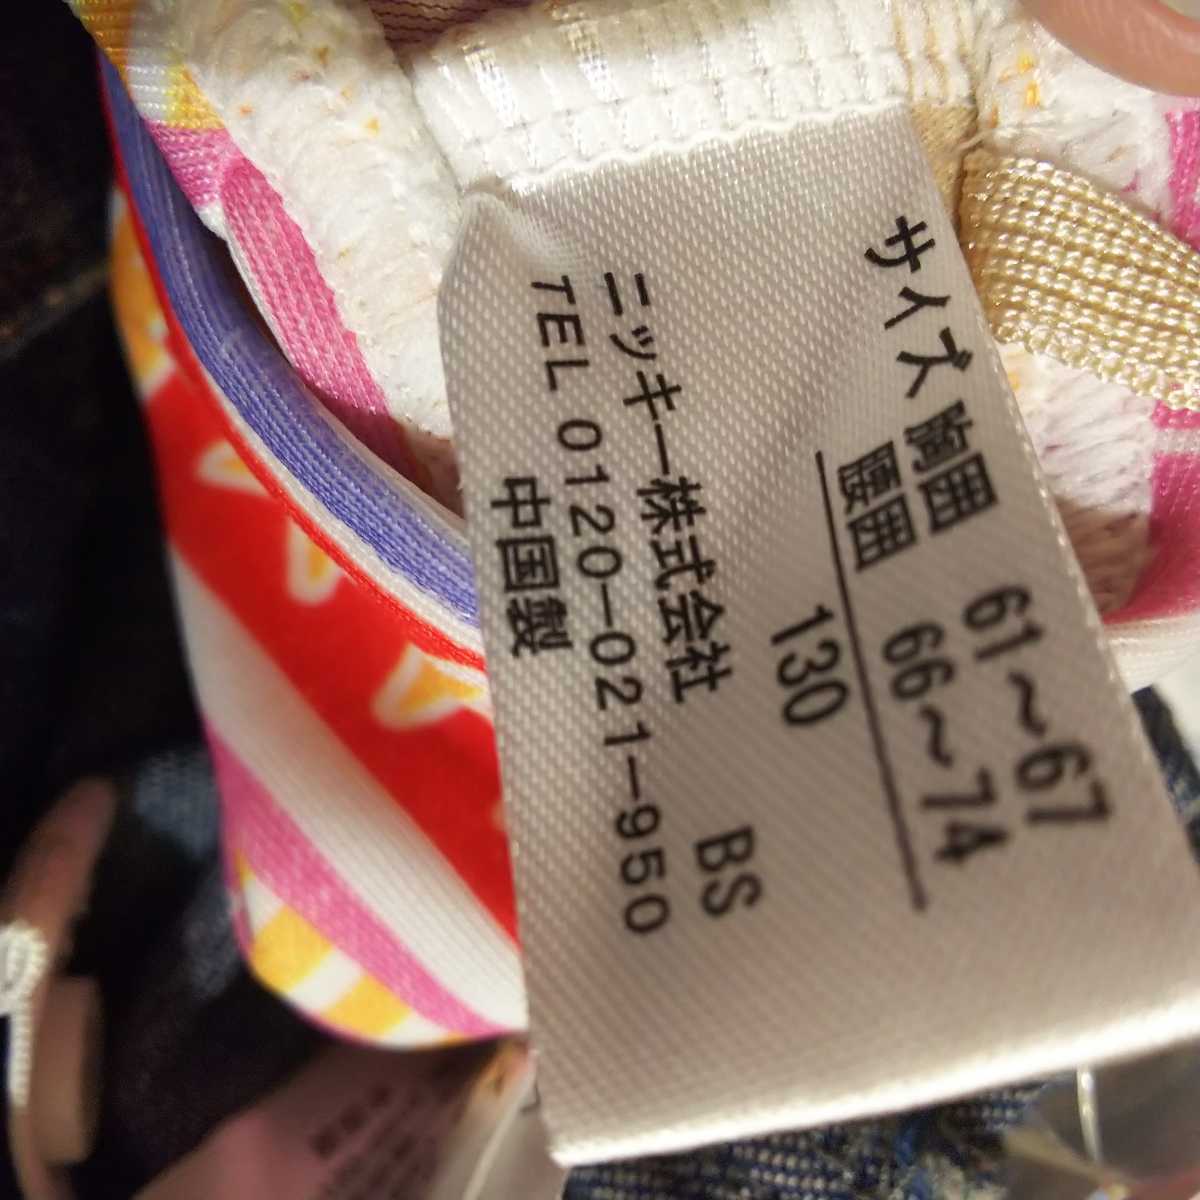 サイズ 胸囲 61〜67
腰囲 66〜74
130
ニッキー株式会社 BS
TEL 0120-021-950
中国製